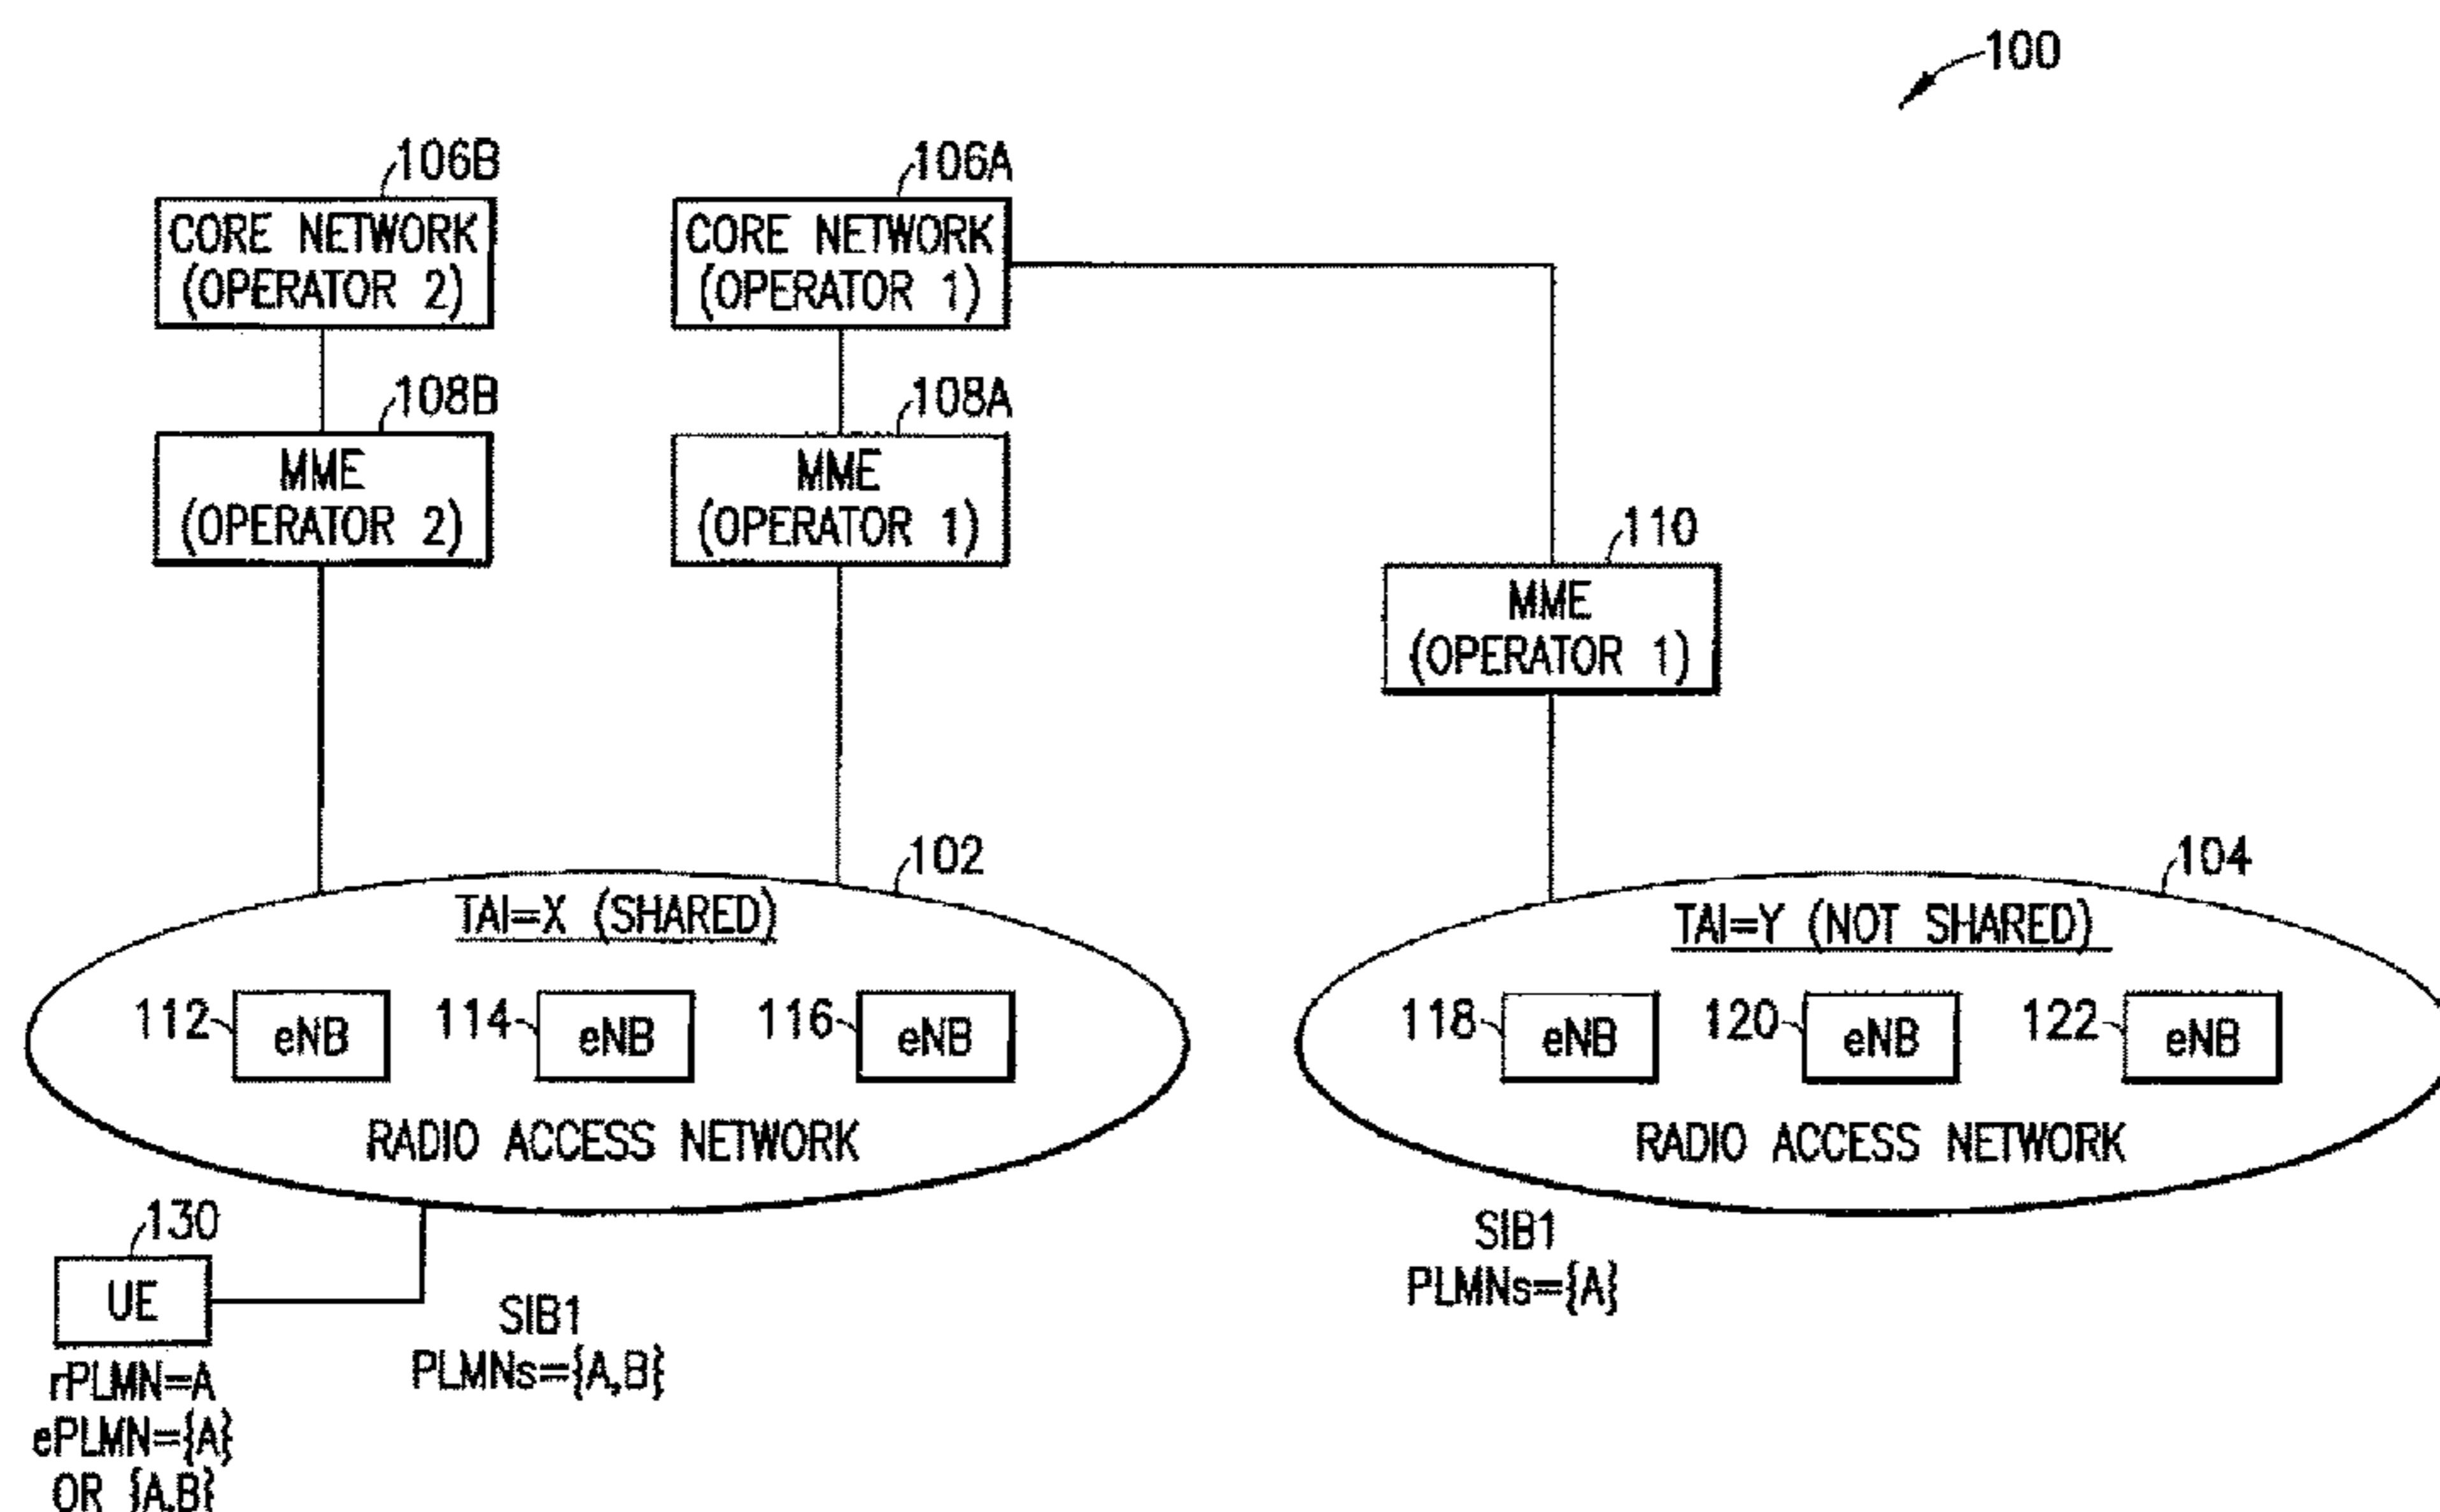 100
106B
106A
CORE NETWORK
(OPERATOR 2)
CORE NETWORK
(OPERATOR 1)
108B
108A
MME
(OPERATOR 2)
MME
(OPERATOR 1)
110
MME
(OPERATOR 1)
102
104
TAI=X (SHARED)
TAI=Y (NOT SHARED)
112
eNB
114
eNB
116
eNB
118
eNB
120
eNB
122
eNB
RADIO ACCESS NETWORK
RADIO ACCESS NETWORK
130
UE
SIB1
PLMNs={A,B}
SIB1
PLMNs={A}
rPLMN=A
ePLMN={A}
OR {A,B}